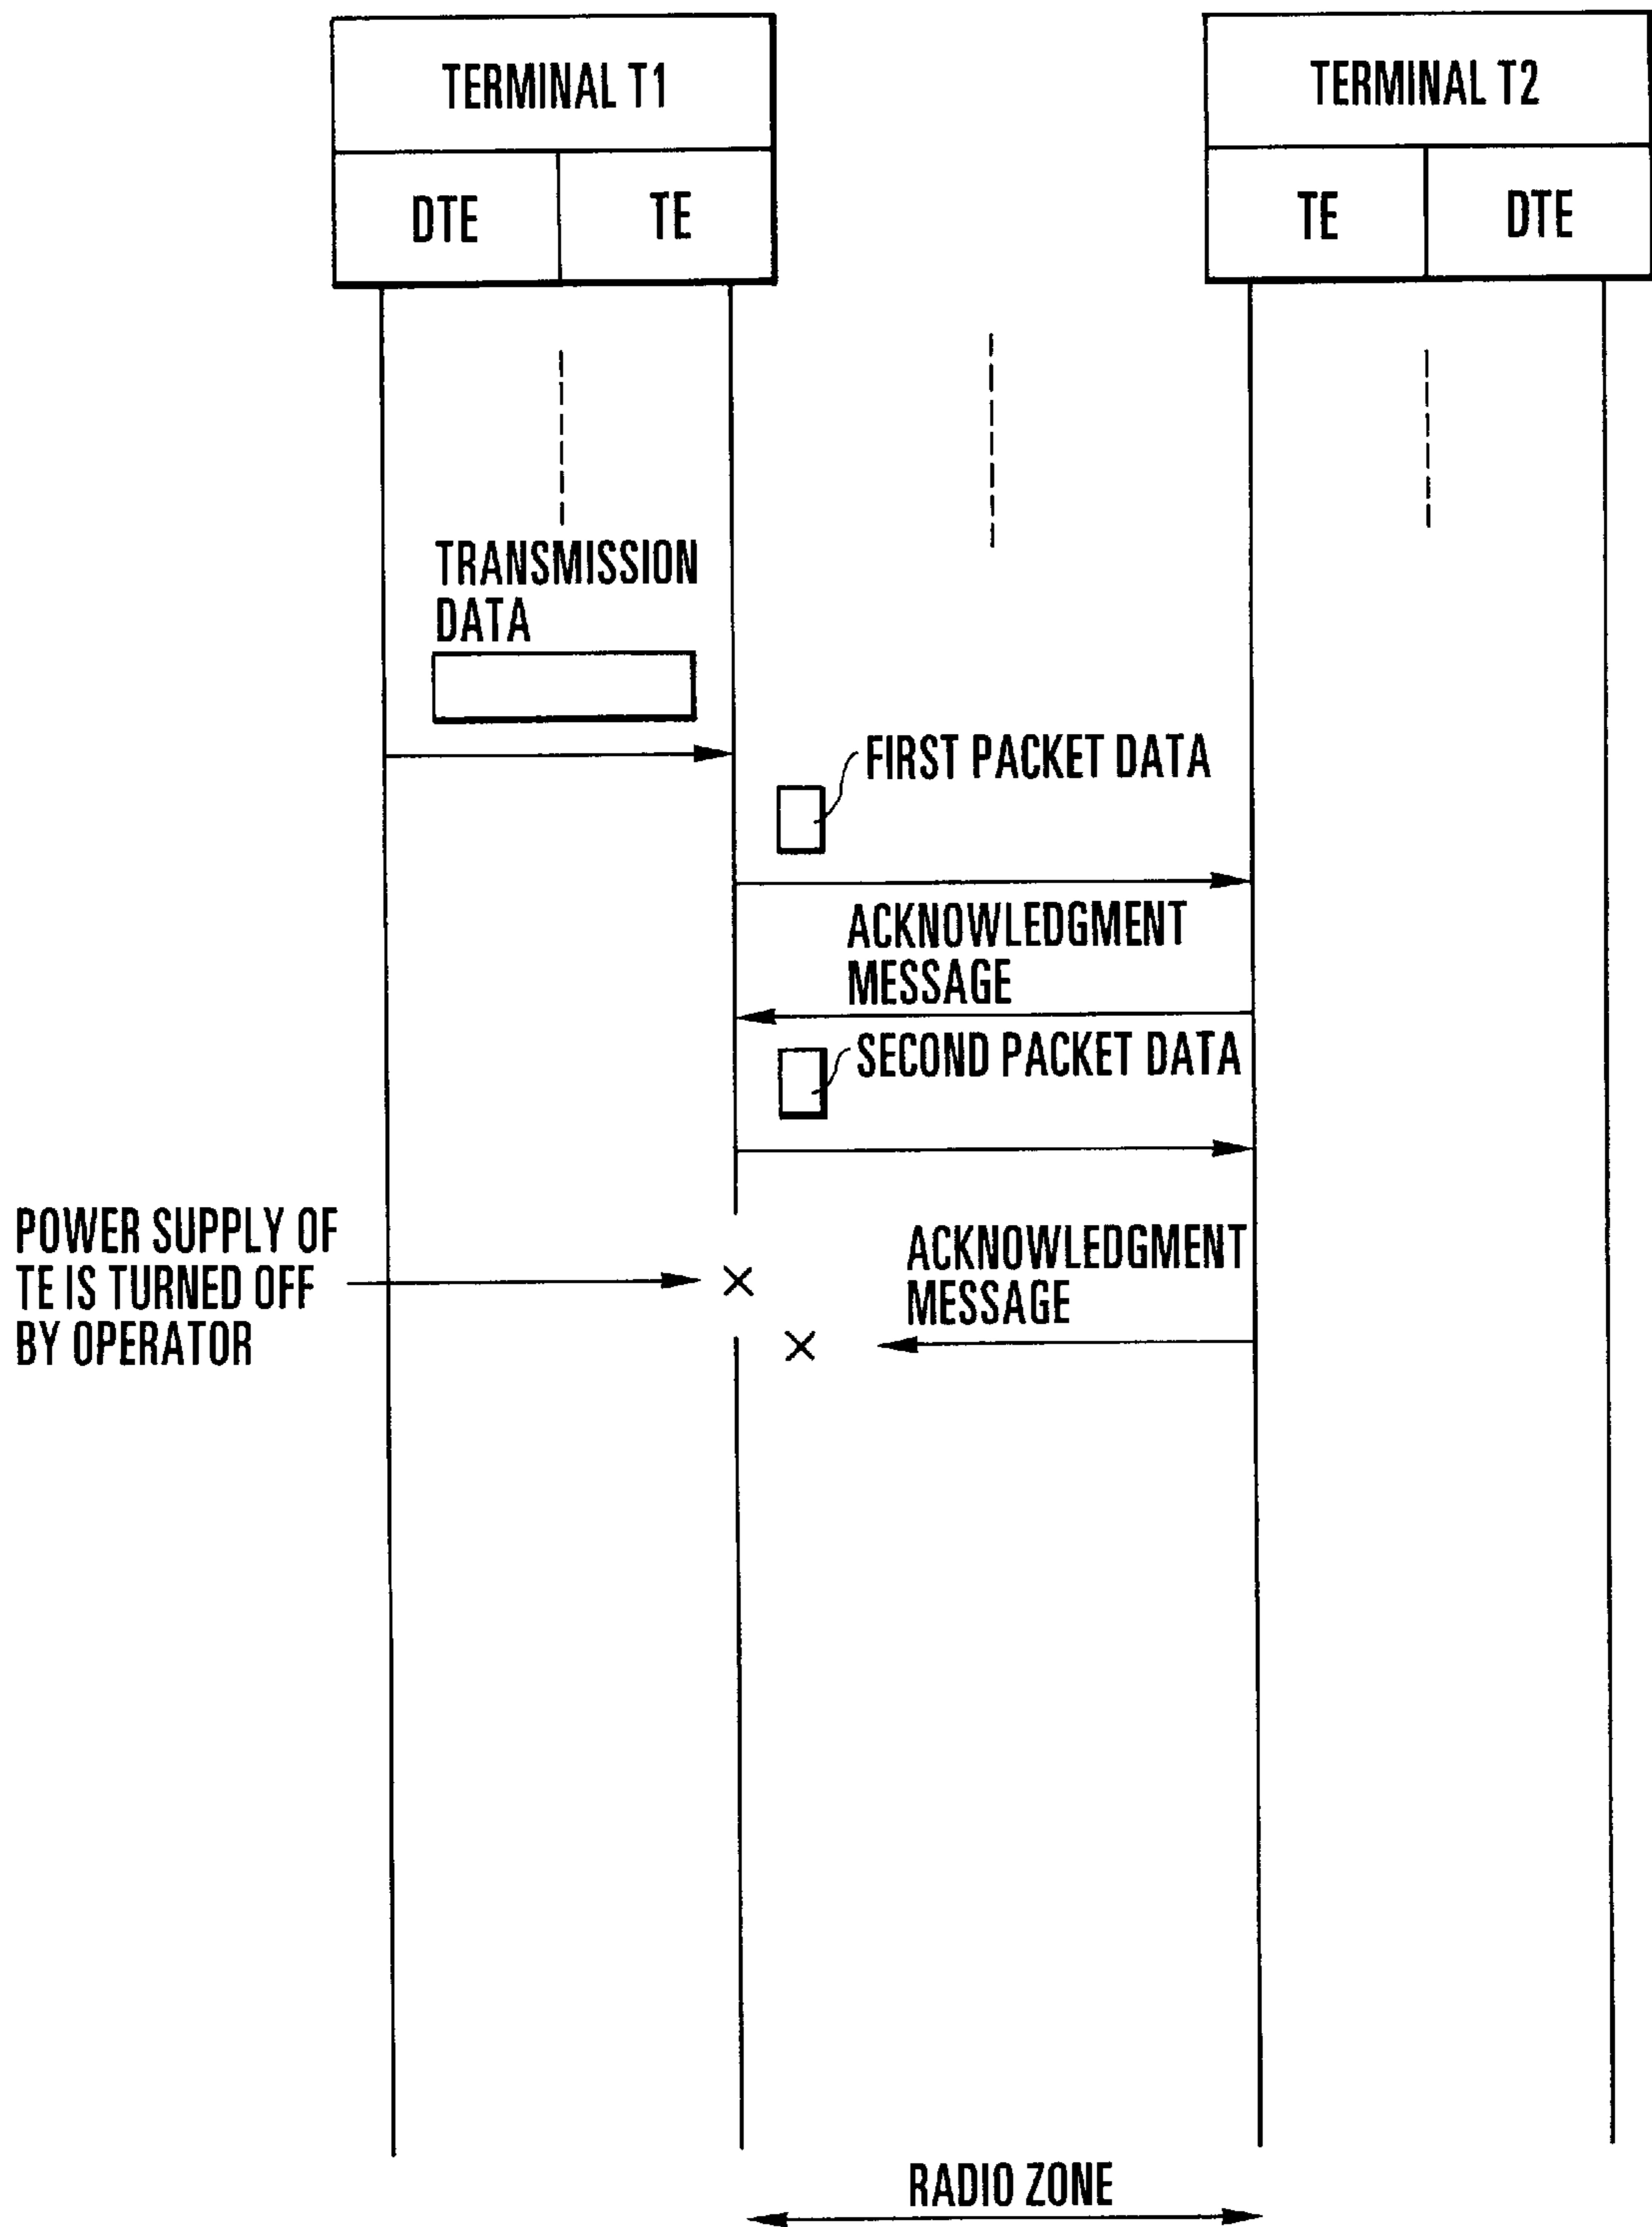 TERMINAL T1
TERMINAL T2
DTE
TE
TE
DTE
TRANSMISSION
DATA
FIRST PACKET DATA
ACKNOWLEDGMENT
MESSAGE
SECOND PACKET DATA
POWER SUPPLY OF
TE IS TURNED OFF
BY OPERATOR
ACKNOWLEDGMENT
MESSAGE
RADIO ZONE